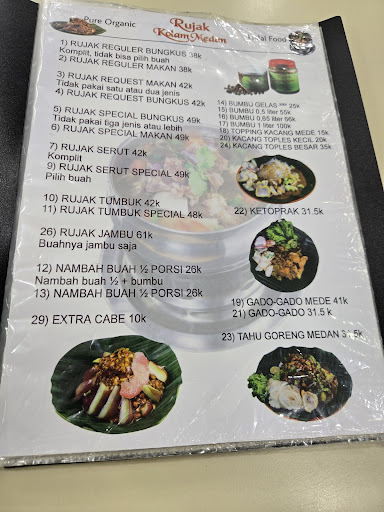 Pure Organic
Rujak
Kolam Medan
Food
1) RUJAK REGULER BUNGKUS 38k
Komplit, tidak bisa pilih buah
2) RUJAK REGULER MAKAN 38k
3) RUJAK REQUEST MAKAN 42k
Tidak pakai satu atau dua jenis
4) RUJAK REQUEST BUNGKUS 42k
5) RUJAK SPECIAL BUNGKUS 49k
Tidak pakai tiga jenis atau lebih
6) RUJAK SPECIAL MAKAN 49k
7) RUJAK SERUT 42k
Komplit
9) RUJAK SERUT SPECIAL 49k
Pilih buah
10) RUJAK TUMBUK 42k
11) RUJAK TUMBUK SPECIAL 48k
26) RUJAK JAMBU 61k
Buahnya jambu saja
12) NAMBAH BUAH ½ PORSI 26k
Nambah buah ½ + bumbu
13) NAMBAH BUAH ½ PORSI 26k
29) EXTRA CABE 10k
14) BUMBU GELAS 25k
15) BUMBU 0,5 liter 55k
16) BUMBU 0,65 liter 66k
17) BUMBU 1 liter 100k
18) TOPPING KACANG MEDE 15k
20) KACANG TOPLES KECIL 20k
24) KACANG TOPLES BESAR 35k
22) KETOPRAK 31.5k
19) GADO-GADO MEDE 41k
21) GADO-GADO 31.5 k
23) TAHU GORENG MEDAN 31.5k